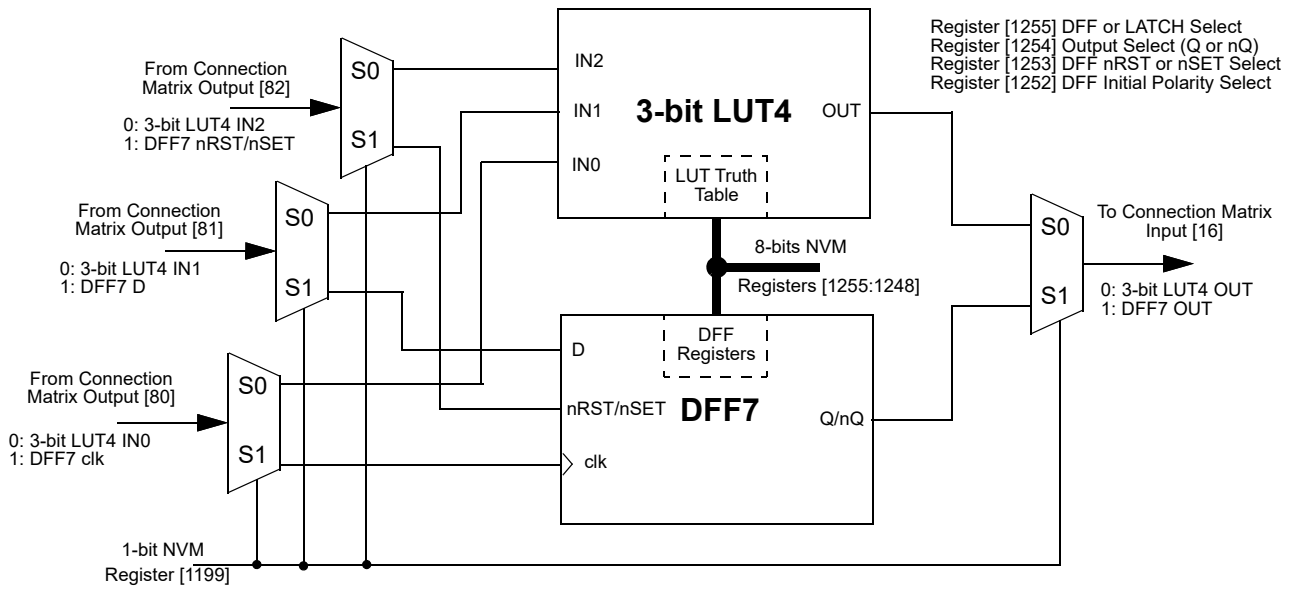 Register [1255] DFF or LATCH Select
Register [1254] Output Select (Q or nQ)
Register [1253] DFF nRST or nSET Select
Register [1252] DFF Initial Polarity Select
From Connection
Matrix Output [82]
0: 3-bit LUT4 IN2
1: DFF7 nRST/nSET
S0
S1
IN2
IN1
IN0
3-bit LUT4
OUT
LUT Truth
Table
From Connection
Matrix Output [81]
0: 3-bit LUT4 IN1
1: DFF7 D
S0
S1
8-bits NVM
Registers [1255:1248]
S0
S1
To Connection Matrix
Input [16]
0: 3-bit LUT4 OUT
1: DFF7 OUT
From Connection
Matrix Output [80]
0: 3-bit LUT4 IN0
1: DFF7 clk
S0
S1
D
nRST/nSET
clk
DFF
Registers
DFF7
Q/nQ
1-bit NVM
Register [1199]